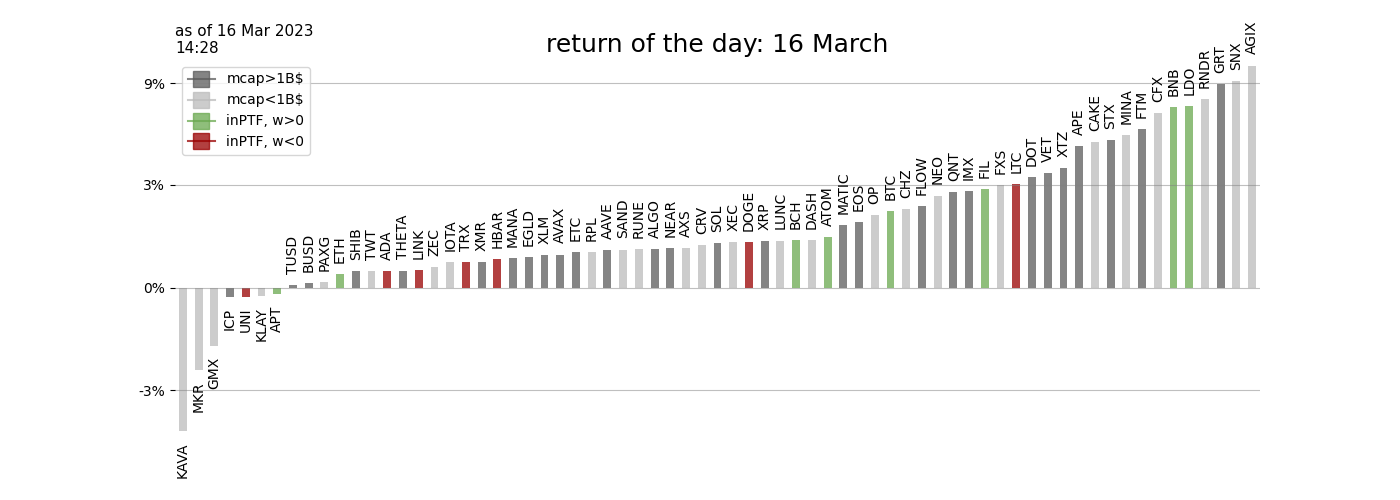 as of 16 Mar 2023
14:28
return of the day: 16 March
mcap>1B$
mcap<1B$
inPTF, w>0
inPTF, w<0
9%
3%
0%
-3%
KAVA
MKR
GMX
ICP
UNI
KLAY
APT
TUSD
BUSD
PAXG
ETH
SHIB
TWT
ADA
THETA
LINK
ZEC
IOTA
TRX
XMR
HBAR
MANA
EGLD
XLM
AVAX
ETC
RPL
AAVE
SAND
RUNE
ALGO
NEAR
AXS
CRV
SOL
XEC
DOGE
XRP
LUNC
BCH
DASH
ATOM
MATIC
EOS
OP
BTC
CHZ
FLOW
NEO
QNT
IMX
FIL
FXS
LTC
DOT
VET
XTZ
APE
CAKE
STX
MINA
FTM
CFX
BNB
LDO
RNDR
GRT
SNX
AGIX